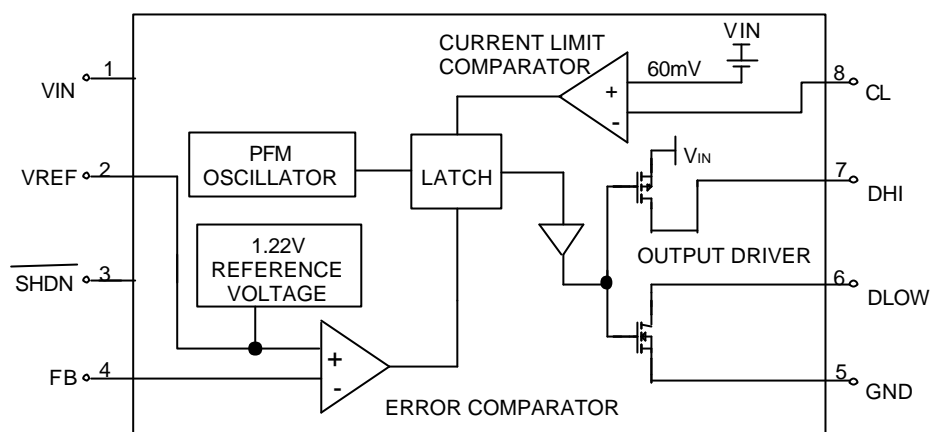 VIN
CURRENT LIMIT
COMPARATOR
60mV
1
VIN
8
CL
+
-
PFM
OSCILLATOR
LATCH
VIN
2
VREF
7
DHI
1.22V
REFERENCE
VOLTAGE
OUTPUT DRIVER
3
SHDN
6
DLOW
+
-
4
FB
5
GND
ERROR COMPARATOR